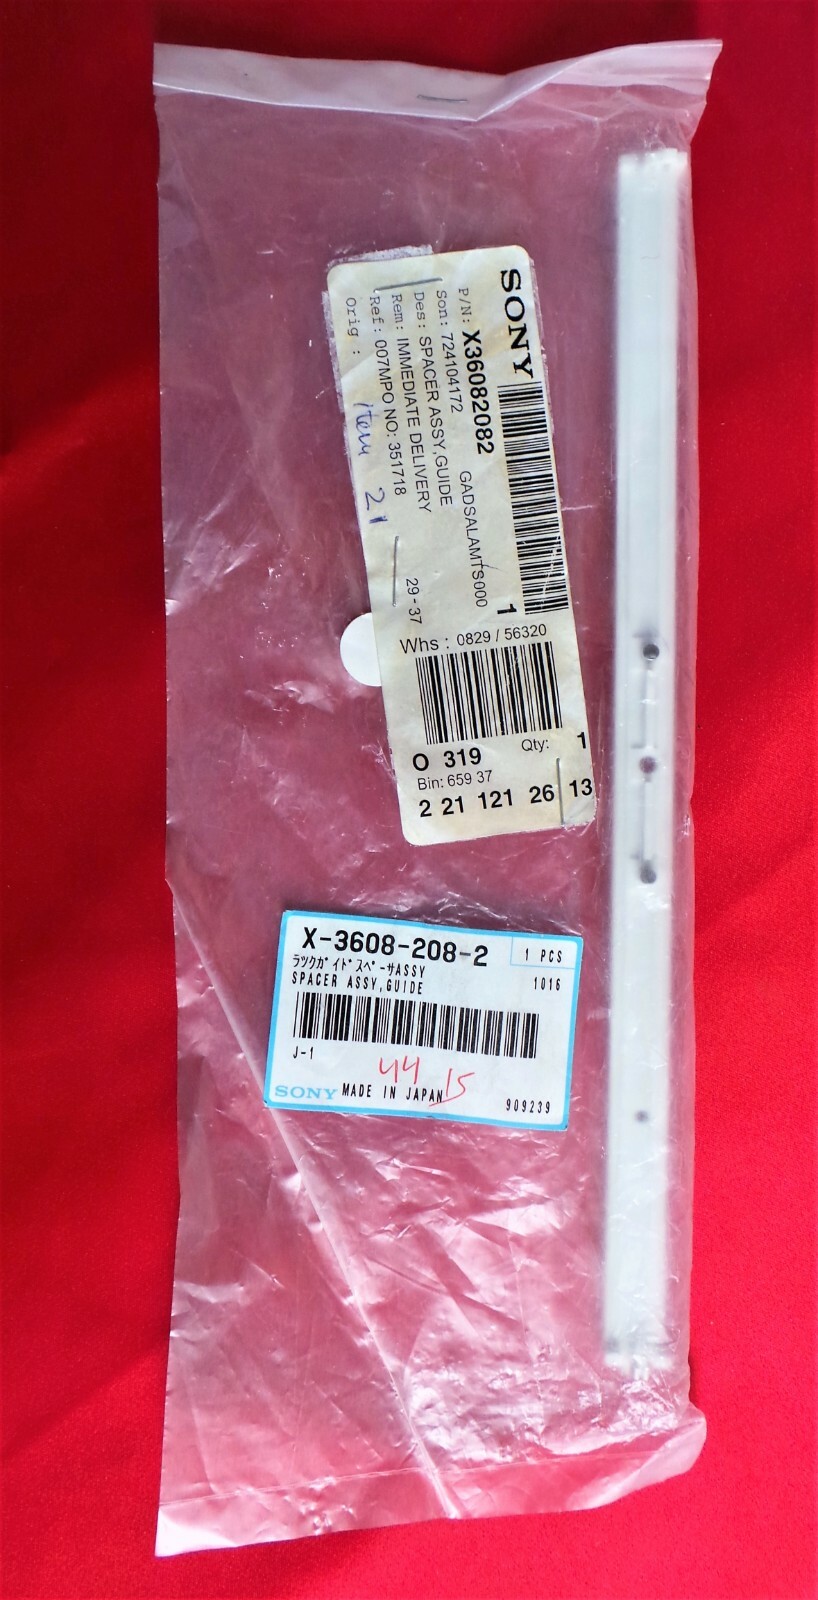 SONY
P/N: X36082082
1
Son: 724104172 GADSALAMTS000
Des: SPACER ASSY,GUIDE
Rem: IMMEDIATE DELIVERY
Ref: 007MPO NO: 351718
29 - 37
Orig :
item 21
Whs : 0829 / 56320
O 319 Qty: 1
Bin: 659 37
2 21 121 26 13
X-3608-208-2 1 PCS
ラツクガイドスペーサASSY 1016
SPACER ASSY,GUIDE
J-1
44 15
SONY MADE IN JAPAN 909239